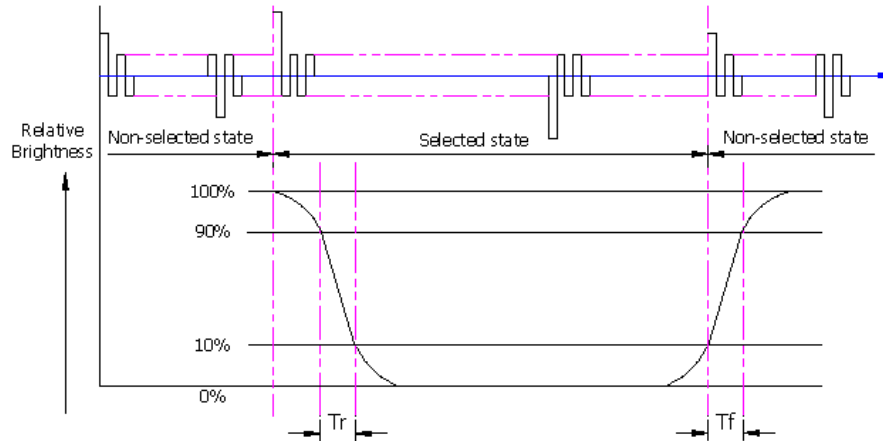 Relative
Brightness
Non-selected state
Selected state
Non-selected state
100%
90%
10%
0%
Tr
Tf